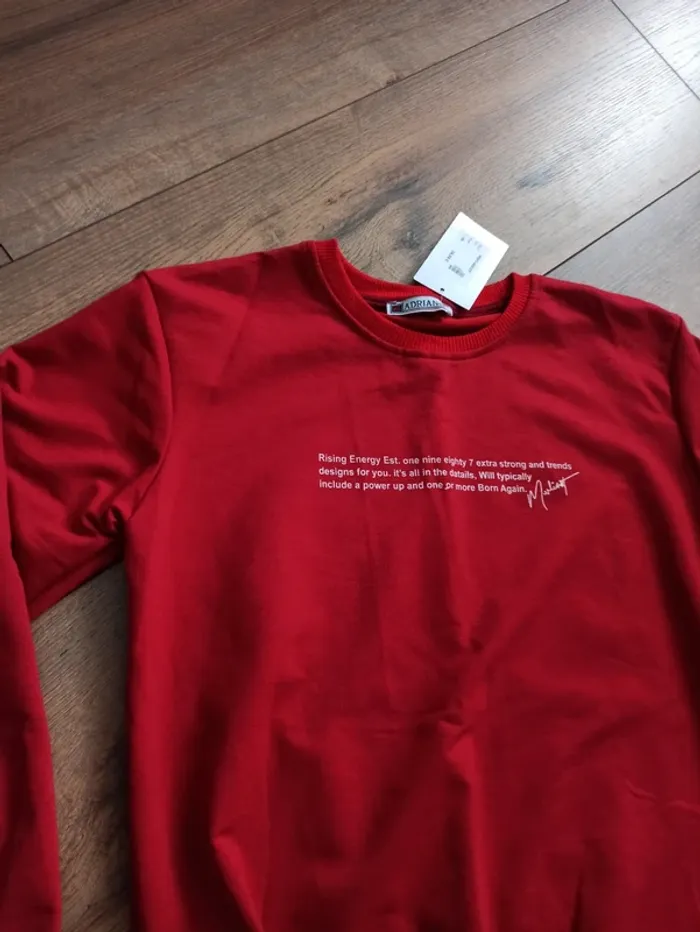 ADRIAN
Rising Energy Est. one nine eighty 7 extra strong and trends
designs for you. it's all in the datails, Will typically
include a power up and one or more Born Again.